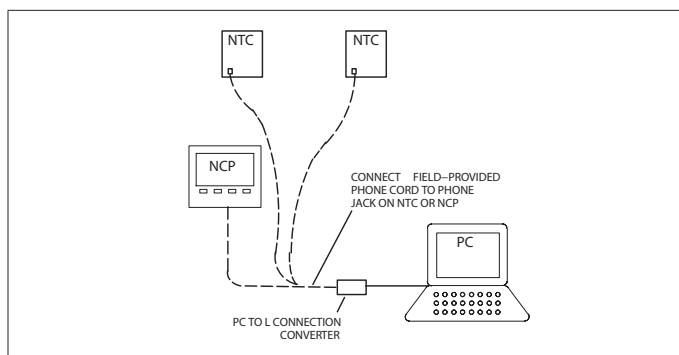 NTC
NTC
NCP
CONNECT FIELD–PROVIDED
PHONE CORD TO PHONE
JACK ON NTC OR NCP
PC
PC TO L CONNECTION
CONVERTER